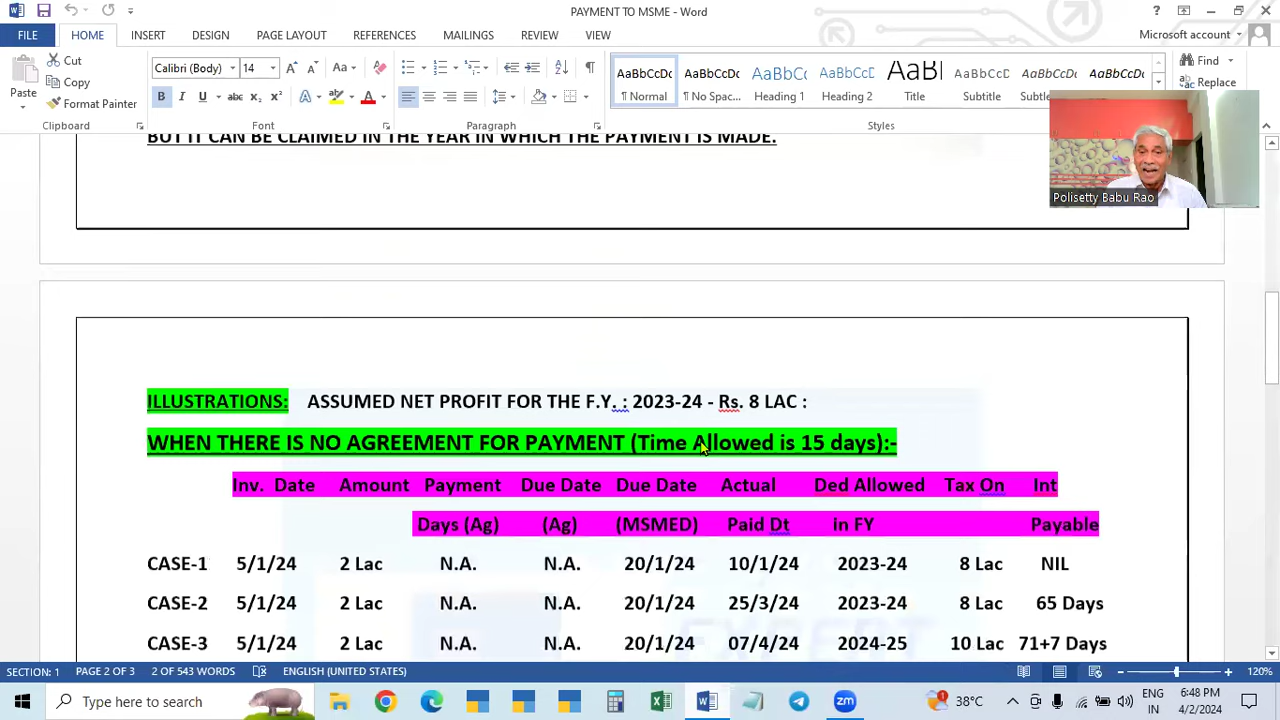 PAYMENT TO MSME - Word
FILE HOME INSERT DESIGN PAGE LAYOUT REFERENCES MAILINGS REVIEW VIEW Microsoft account
Paste Cut Copy Format Painter
Calibri (Body) 14
AaBbCcDc AaBbCcDc AaBbC AaBbCc AaB AaBbCcD AaBbCcDc AaBbCcDc
¶ Normal ¶ No Spac... Heading 1 Heading 2 Title Subtitle
Find
Replace
Clipboard Font Paragraph Styles
BUT IT CAN BE CLAIMED IN THE YEAR IN WHICH THE PAYMENT IS MADE.
Polisetty Babu Rao
ILLUSTRATIONS: ASSUMED NET PROFIT FOR THE F.Y. : 2023-24 - Rs. 8 LAC :
WHEN THERE IS NO AGREEMENT FOR PAYMENT (Time Allowed is 15 days):-
Inv. Date Amount Payment Due Date Due Date Actual Ded Allowed Tax On Int
Days (Ag) (Ag) (MSMED) Paid Dt in FY Payable
CASE-1 5/1/24 2 Lac N.A. N.A. 20/1/24 10/1/24 2023-24 8 Lac NIL
CASE-2 5/1/24 2 Lac N.A. N.A. 20/1/24 25/3/24 2023-24 8 Lac 65 Days
CASE-3 5/1/24 2 Lac N.A. N.A. 20/1/24 07/4/24 2024-25 10 Lac 71+7 Days
SECTION: 1 PAGE 2 OF 3 2 OF 543 WORDS ENGLISH (UNITED STATES) 120%
Type here to search 38°C ENG 6:48 PM
IN 4/2/2024